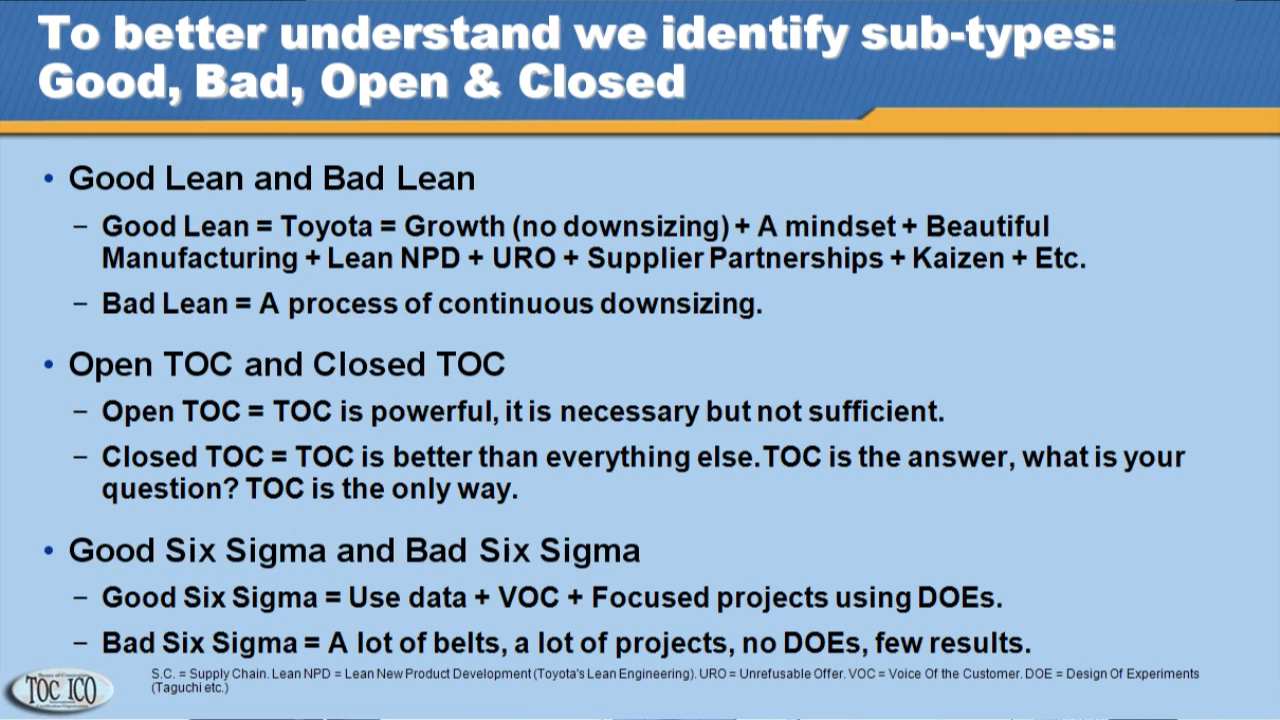 To better understand we identify sub-types:
Good, Bad, Open & Closed
• Good Lean and Bad Lean
– Good Lean = Toyota = Growth (no downsizing) + A mindset + Beautiful
Manufacturing + Lean NPD + URO + Supplier Partnerships + Kaizen + Etc.
– Bad Lean = A process of continuous downsizing.
• Open TOC and Closed TOC
– Open TOC = TOC is powerful, it is necessary but not sufficient.
– Closed TOC = TOC is better than everything else.TOC is the answer, what is your
question? TOC is the only way.
• Good Six Sigma and Bad Six Sigma
– Good Six Sigma = Use data + VOC + Focused projects using DOEs.
– Bad Six Sigma = A lot of belts, a lot of projects, no DOEs, few results.
S.C. = Supply Chain. Lean NPD = Lean New Product Development (Toyota's Lean Engineering). URO = Unrefusable Offer. VOC = Voice Of the Customer. DOE = Design Of Experiments
(Taguchi etc.)
TOC ICO
International